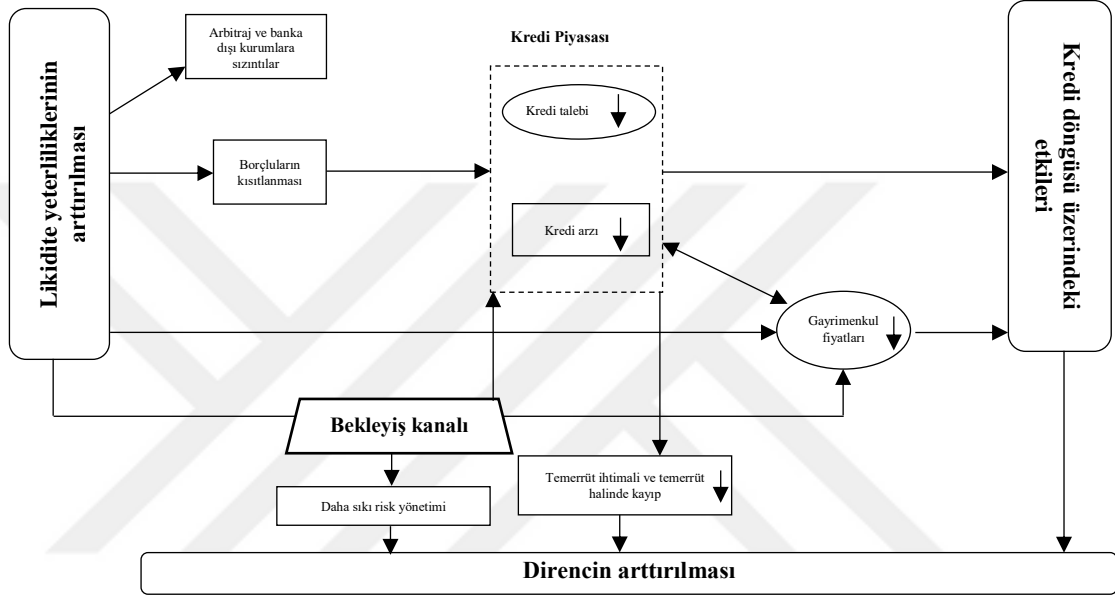 Likidite yeterliliklerinin
arttırılması
Arbitraj ve banka
dışı kurumlara
sızıntılar
Borçluların
kısıtlanması
Kredi Piyasası
Kredi talebi
Kredi arzı
Gayrimenkul
fiyatları
Kredi döngüsü üzerindeki
etkileri
Bekleyiş kanalı
Daha sıkı risk yönetimi
Temerrüt ihtimali ve temerrüt
halinde kayıp
Direncin arttırılması